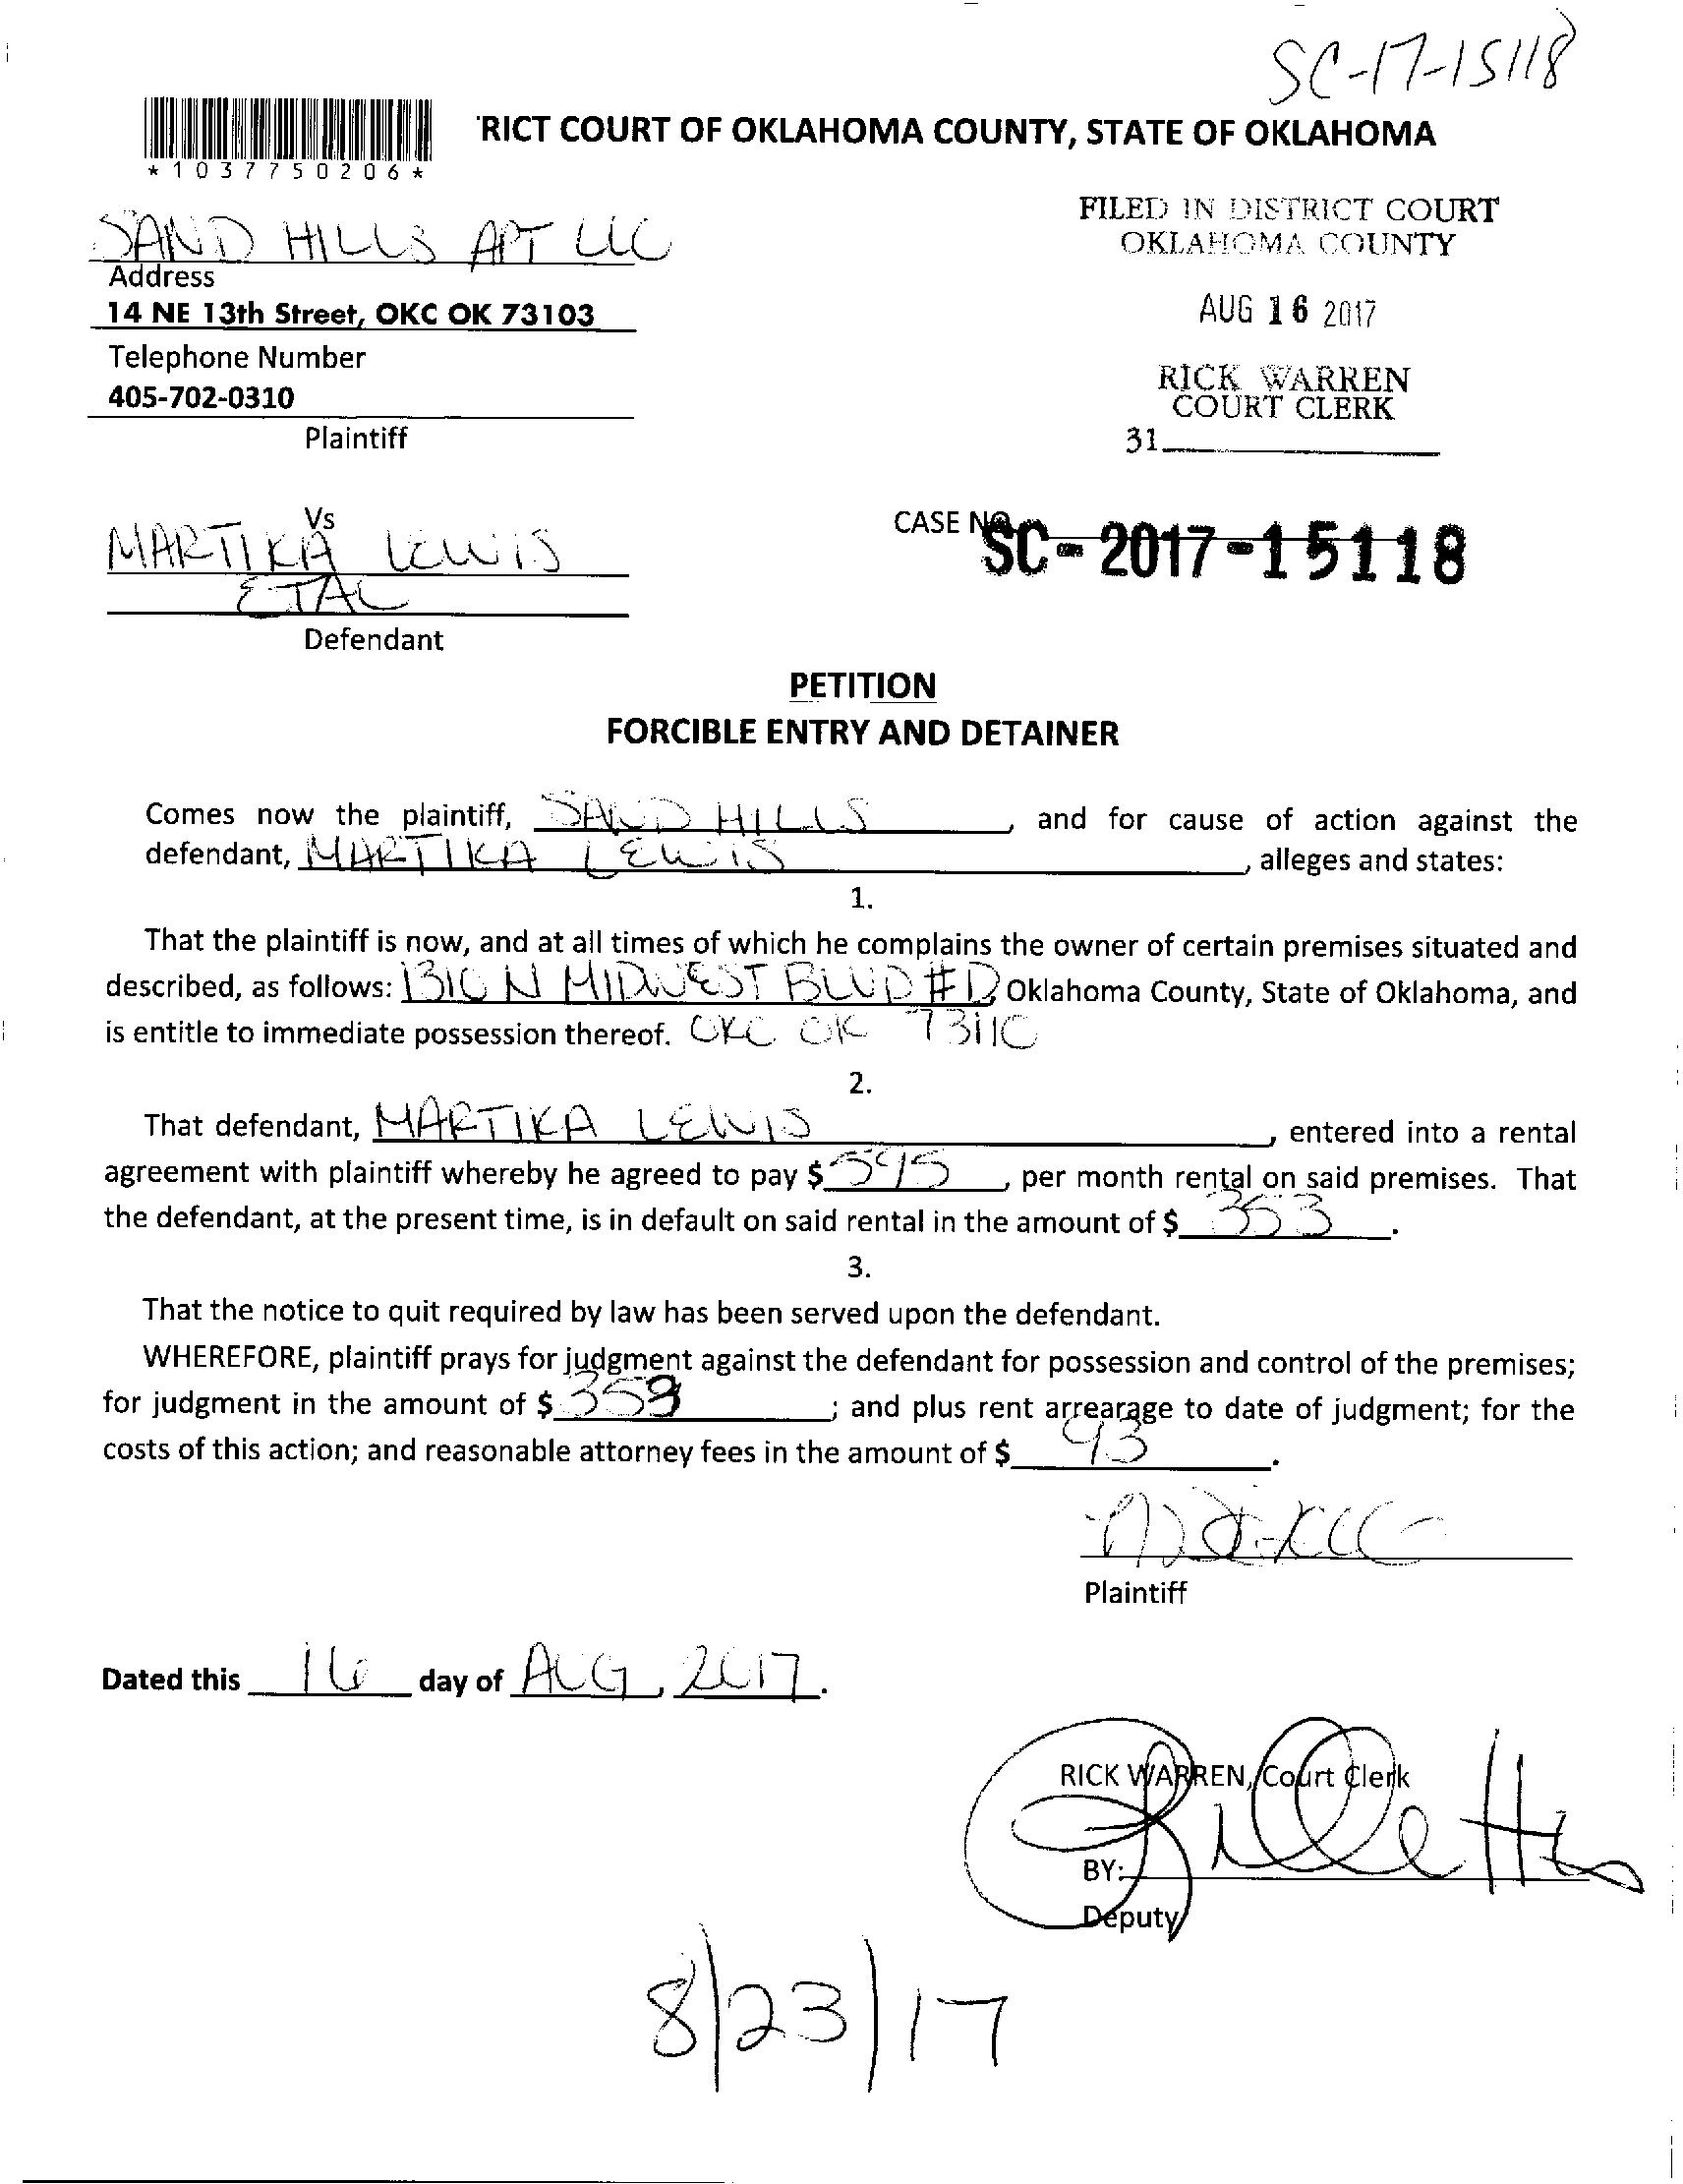 SC-17-15118
'RICT COURT OF OKLAHOMA COUNTY, STATE OF OKLAHOMA
*1037750206*
SAND HILLS APT LLC
Address
14 NE 13th Street, OKC OK 73103
Telephone Number
405-702-0310
Plaintiff
FILED IN DISTRICT COURT
OKLAHOMA COUNTY
AUG 16 2017
RICK WARREN
COURT CLERK
31
Vs
MARTIKA LEWIS
ETAL
Defendant
CASE NO.
SC-2017-15118
PETITION
FORCIBLE ENTRY AND DETAINER
Comes now the plaintiff, SAND HILLS, and for cause of action against the
defendant, MARTIKA LEWIS, alleges and states:
1.
That the plaintiff is now, and at all times of which he complains the owner of certain premises situated and
described, as follows: 1310 N MIDWEST BLVD #D, Oklahoma County, State of Oklahoma, and
is entitle to immediate possession thereof. OKC OK 73110
2.
That defendant, MARTIKA LEWIS, entered into a rental
agreement with plaintiff whereby he agreed to pay $ 595, per month rental on said premises. That
the defendant, at the present time, is in default on said rental in the amount of $ 353.
3.
That the notice to quit required by law has been served upon the defendant.
WHEREFORE, plaintiff prays for judgment against the defendant for possession and control of the premises;
for judgment in the amount of $ 353; and plus rent arrearage to date of judgment; for the
costs of this action; and reasonable attorney fees in the amount of $ 93.
Plaintiff
Dated this 16 day of AUG, 2017.
RICK WARREN, Court Clerk
BY:
Deputy
8/23/17